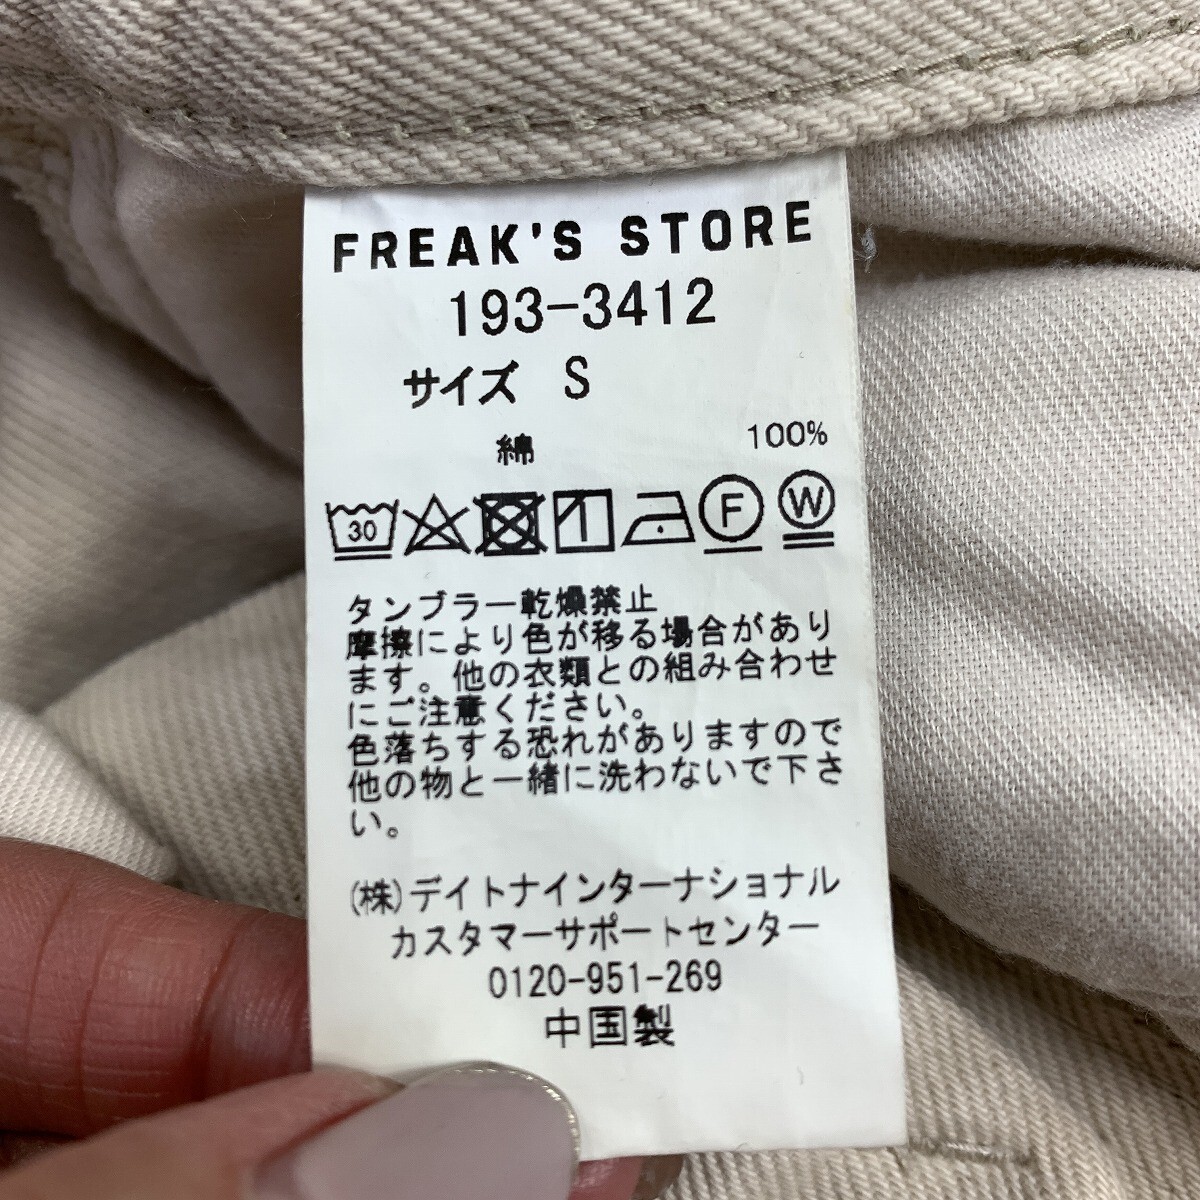 FREAK'S STORE
193-3412
サイズ S
綿 100%
30 F W
タンブラー乾燥禁止
摩擦により色が移る場合があり
ます。他の衣類との組み合わせ
にご注意ください。
色落ちする恐れがありますので
他の物と一緒に洗わないで下さ
い。
(株)デイトナインターナショナル
カスタマーサポートセンター
0120-951-269
中国製